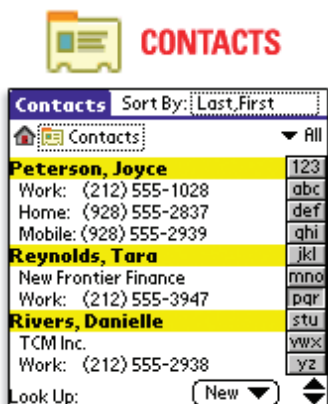 CONTACTS
Contacts Sort By: Last,First
Contacts All
Peterson, Joyce 123
Work: (212) 555-1028 abc
Home: (928) 555-2837 def
Mobile: (928) 555-2939 ghi
Reynolds, Tara jkl
New Frontier Finance mno
Work: (212) 555-3947 pqr
Rivers, Danielle stu
TCM Inc. vwx
Work: (212) 555-2938 yz
Look Up: New